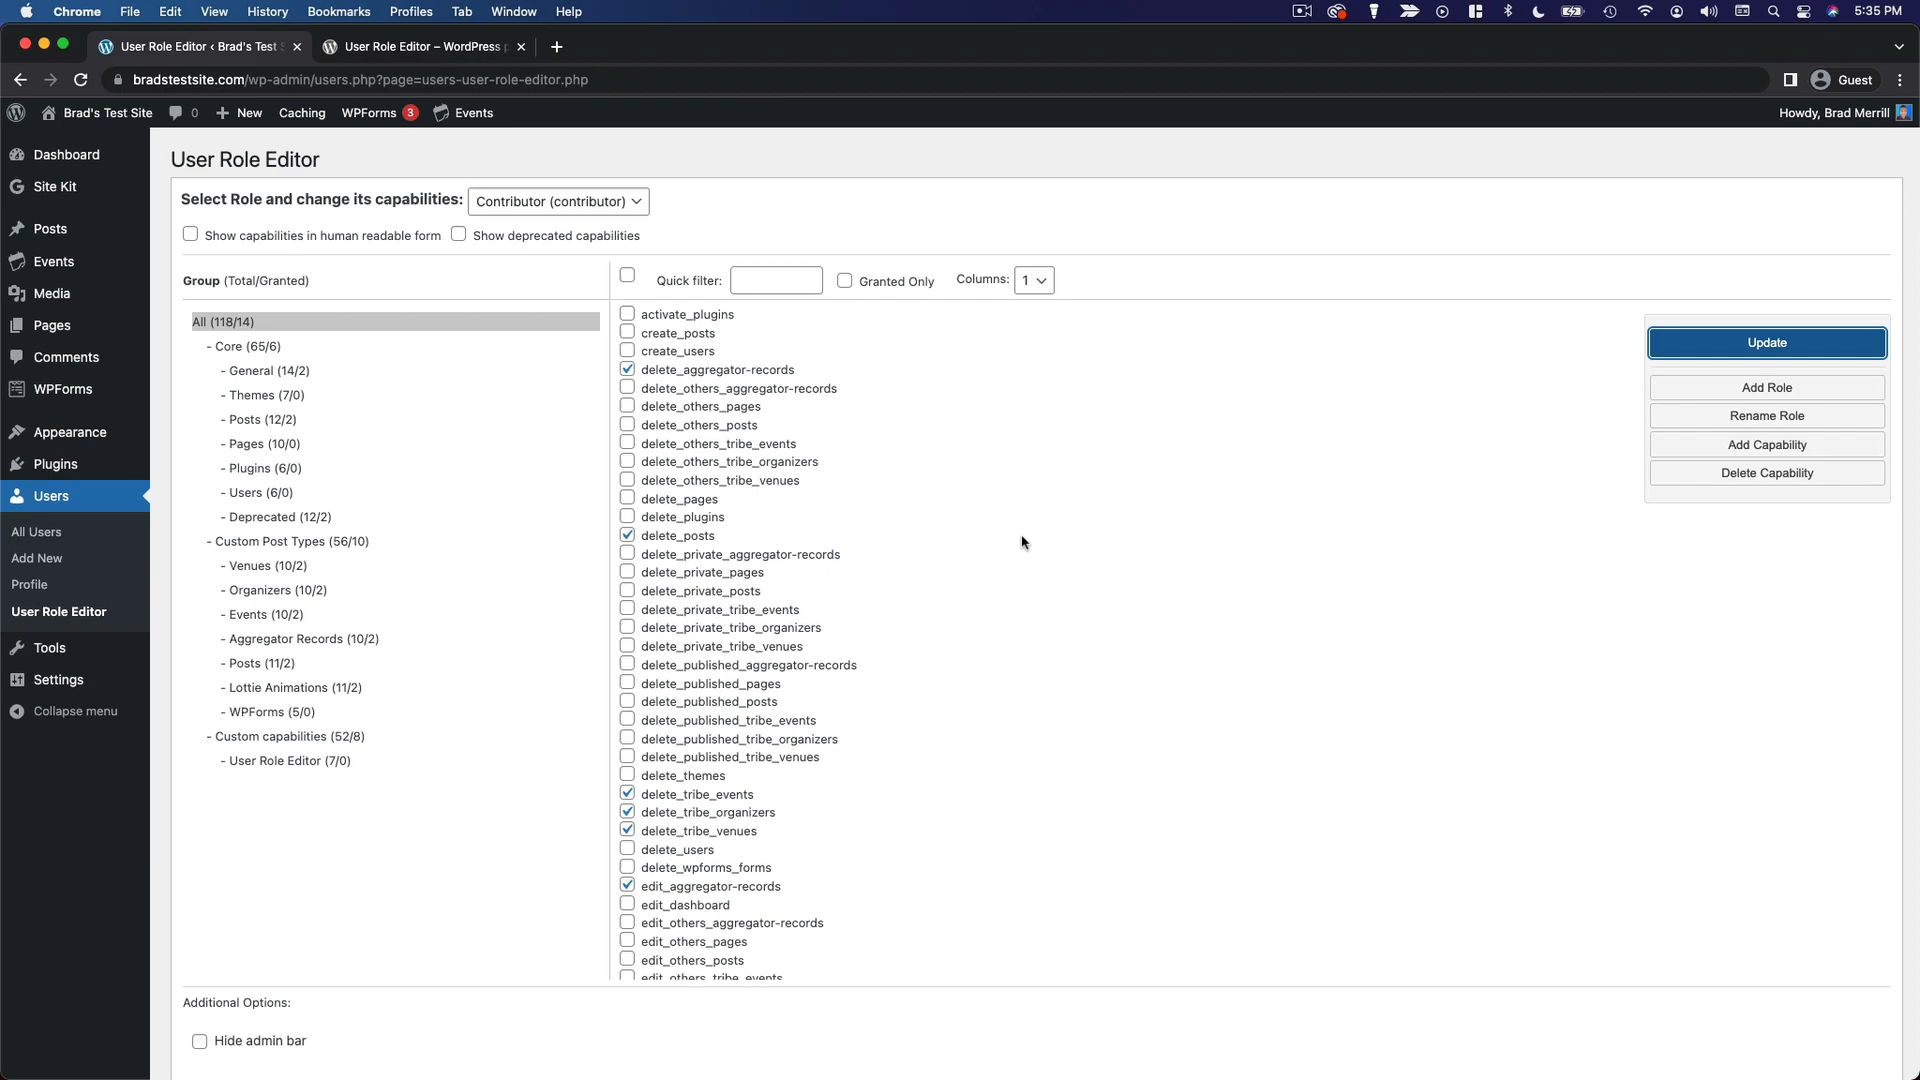 Chrome File Edit View History Bookmarks Profiles Tab Window Help 5:35 PM
User Role Editor ‹ Brad's Test User Role Editor – WordPress
bradstestsite.com/wp-admin/users.php?page=users-user-role-editor.php Guest
Brad's Test Site 0 New Caching WPForms 3 Events Howdy, Brad Merrill
Dashboard
Site Kit
Posts
Events
Media
Pages
Comments
WPForms
Appearance
Plugins
Users
All Users
Add New
Profile
User Role Editor
Tools
Settings
Collapse menu
User Role Editor
Select Role and change its capabilities: Contributor (contributor)
Show capabilities in human readable form Show deprecated capabilities
Group (Total/Granted) Quick filter: Granted Only Columns: 1
All (118/14)
- Core (65/6)
- General (14/2)
- Themes (7/0)
- Posts (12/2)
- Pages (10/0)
- Plugins (6/0)
- Users (6/0)
- Deprecated (12/2)
- Custom Post Types (56/10)
- Venues (10/2)
- Organizers (10/2)
- Events (10/2)
- Aggregator Records (10/2)
- Posts (11/2)
- Lottie Animations (11/2)
- WPForms (5/0)
- Custom capabilities (52/8)
- User Role Editor (7/0)
activate_plugins
create_posts
create_users
delete_aggregator-records
delete_others_aggregator-records
delete_others_pages
delete_others_posts
delete_others_tribe_events
delete_others_tribe_organizers
delete_others_tribe_venues
delete_pages
delete_plugins
delete_posts
delete_private_aggregator-records
delete_private_pages
delete_private_posts
delete_private_tribe_events
delete_private_tribe_organizers
delete_private_tribe_venues
delete_published_aggregator-records
delete_published_pages
delete_published_posts
delete_published_tribe_events
delete_published_tribe_organizers
delete_published_tribe_venues
delete_themes
delete_tribe_events
delete_tribe_organizers
delete_tribe_venues
delete_users
delete_wpforms_forms
edit_aggregator-records
edit_dashboard
edit_others_aggregator-records
edit_others_pages
edit_others_posts
edit_others_tribe_events
Update
Add Role
Rename Role
Add Capability
Delete Capability
Additional Options:
Hide admin bar